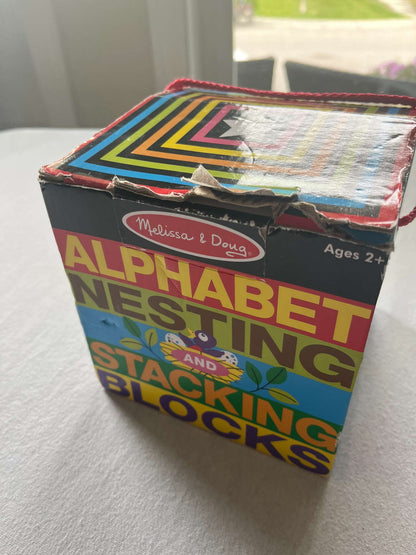 Melissa & Doug®
Ages 2+
ALPHABET
NESTING
AND
STACKING
BLOCKS